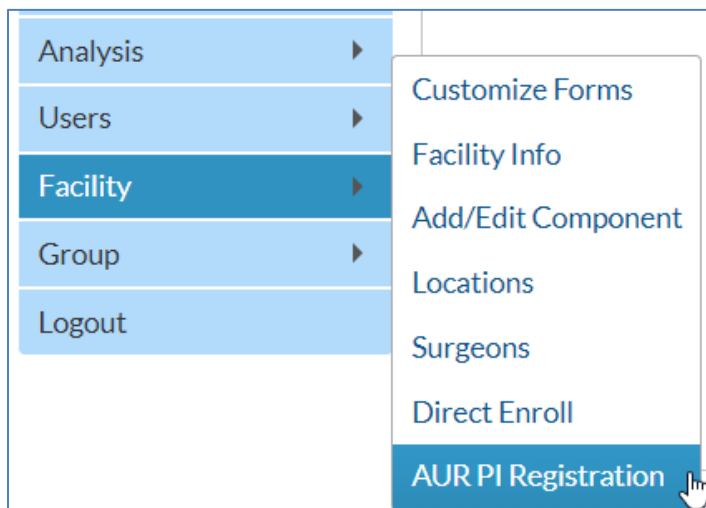 Analysis
Users
Facility
Group
Logout
Customize Forms
Facility Info
Add/Edit Component
Locations
Surgeons
Direct Enroll
AUR PI Registration